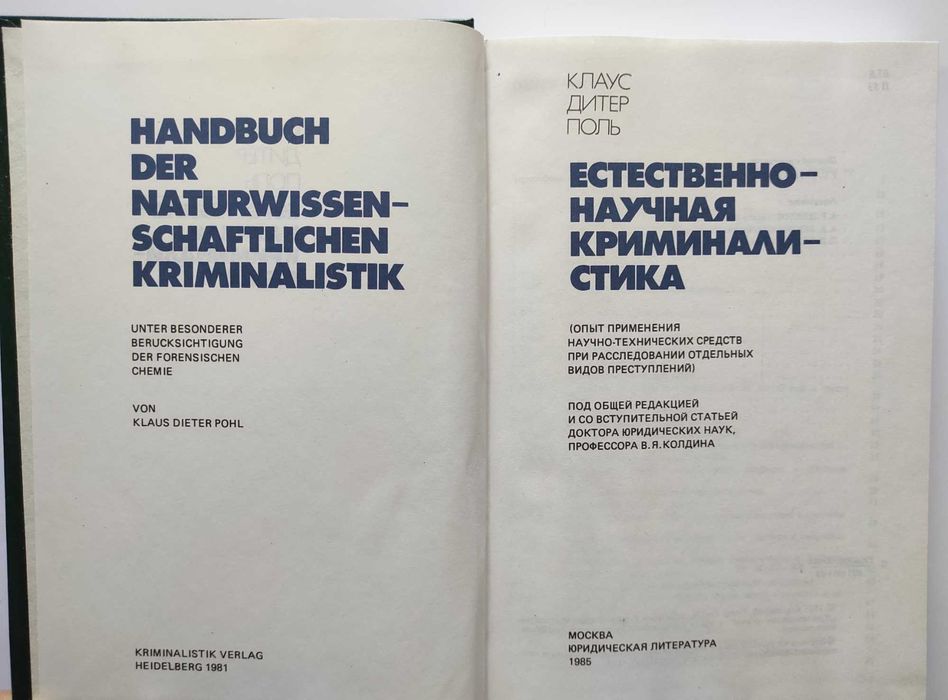 HANDBUCH
DER
NATURWISSEN-
SCHAFTLICHEN
KRIMINALISTIK
UNTER BESONDERER
BERUCKSICHTIGUNG
DER FORENSISCHEN
CHEMIE
VON
KLAUS DIETER POHL
KRIMINALISTIK VERLAG
HEIDELBERG 1981
КЛАУС
ДИТЕР
ПОЛЬ
ЕСТЕСТВЕННО-
НАУЧНАЯ
КРИМИНАЛИ-
СТИКА
(ОПЫТ ПРИМЕНЕНИЯ
НАУЧНО-ТЕХНИЧЕСКИХ СРЕДСТВ
ПРИ РАССЛЕДОВАНИИ ОТДЕЛЬНЫХ
ВИДОВ ПРЕСТУПЛЕНИЙ)
ПОД ОБЩЕЙ РЕДАКЦИЕЙ
И СО ВСТУПИТЕЛЬНОЙ СТАТЬЕЙ
ДОКТОРА ЮРИДИЧЕСКИХ НАУК,
ПРОФЕССОРА В.Я.КОЛДИНА
МОСКВА
ЮРИДИЧЕСКАЯ ЛИТЕРАТУРА
1985